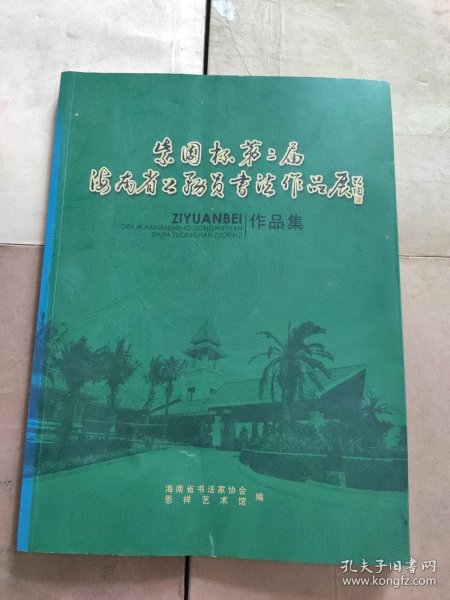 紫园杯第二届
海南省公务员书法作品展
ZIYUANBEI
DIERJIE HAINANSHENG GONGWUYUAN
SHUFA ZUOPINZHAN ZUOPINJI
作品集
海南省书法家协会
恩祥艺术馆
编
孔夫子旧书网
www.kongfz.com